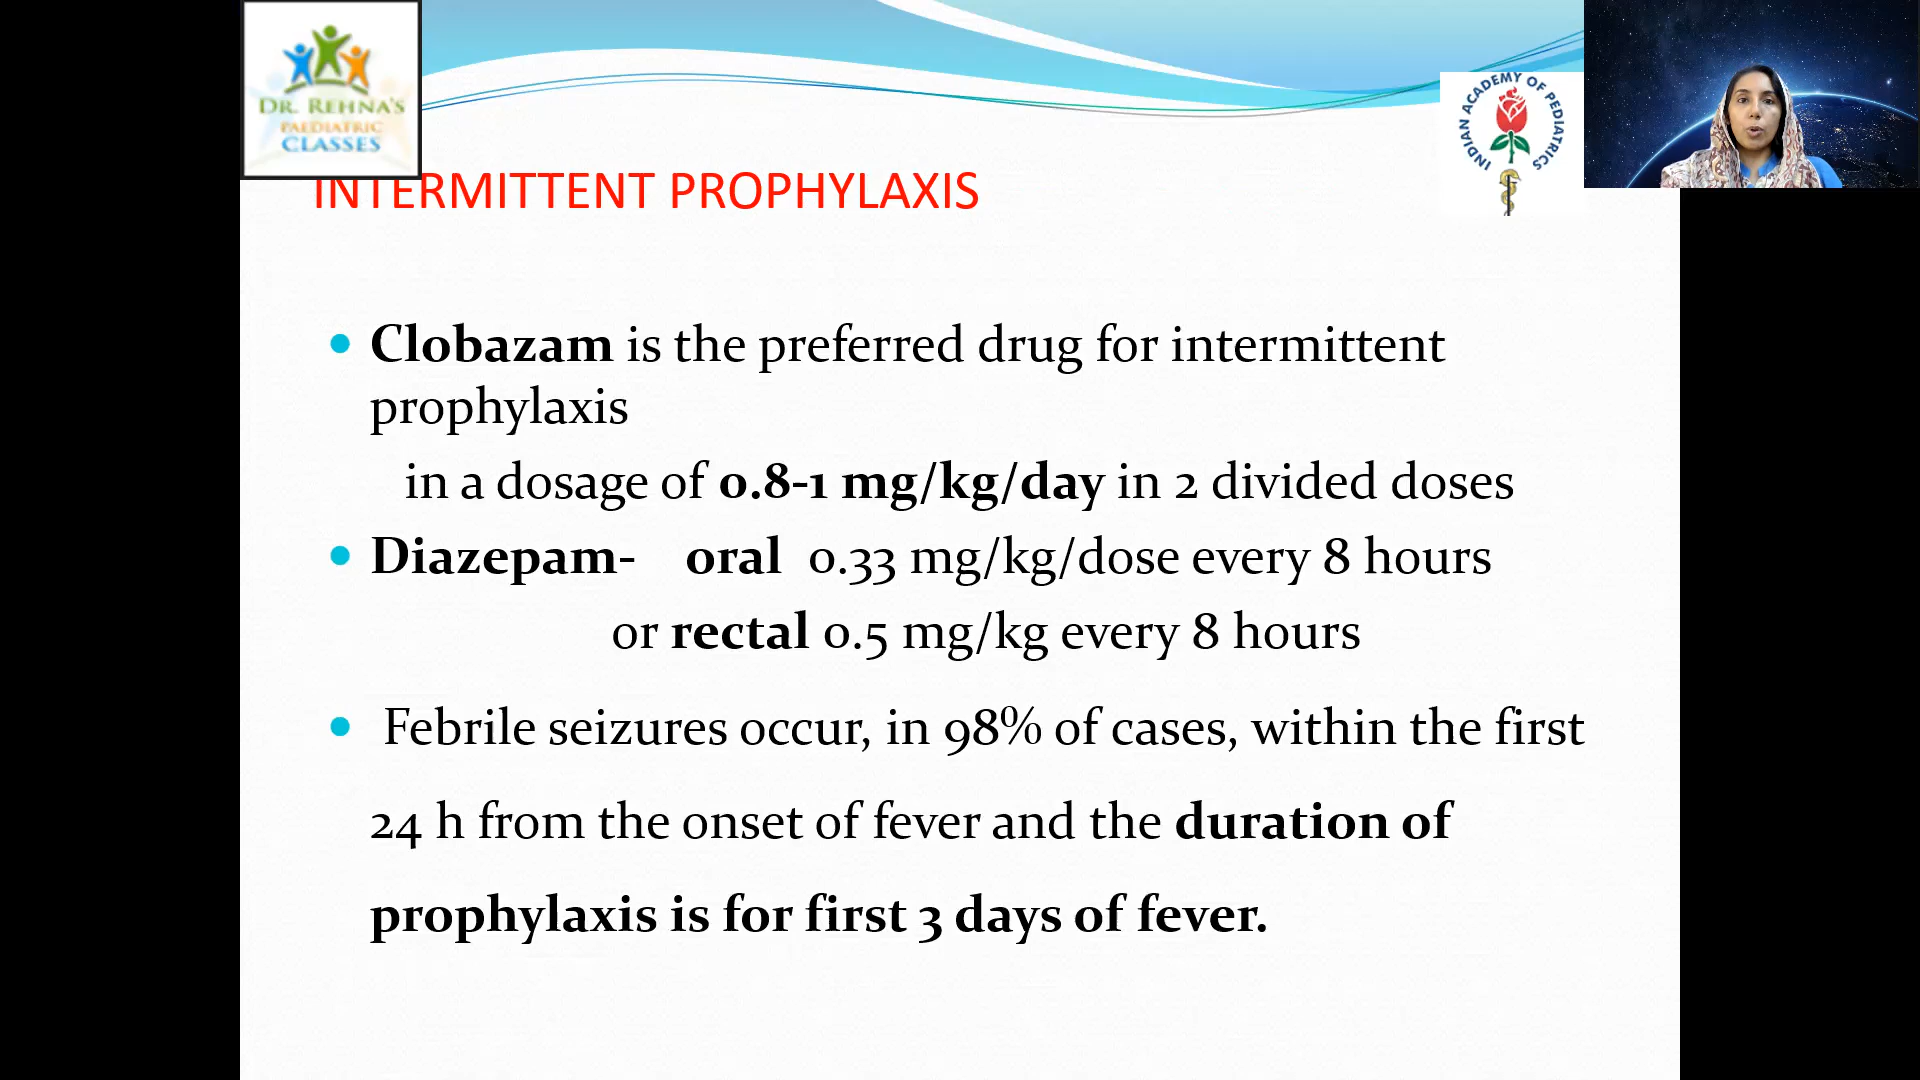 DR. REHNA'S
PAEDIATRIC
CLASSES
INDIAN ACADEMY OF PEDIATRICS
INTERMITTENT PROPHYLAXIS
• Clobazam is the preferred drug for intermittent
prophylaxis
in a dosage of 0.8-1 mg/kg/day in 2 divided doses
• Diazepam- oral 0.33 mg/kg/dose every 8 hours
or rectal 0.5 mg/kg every 8 hours
• Febrile seizures occur, in 98% of cases, within the first
24 h from the onset of fever and the duration of
prophylaxis is for first 3 days of fever.